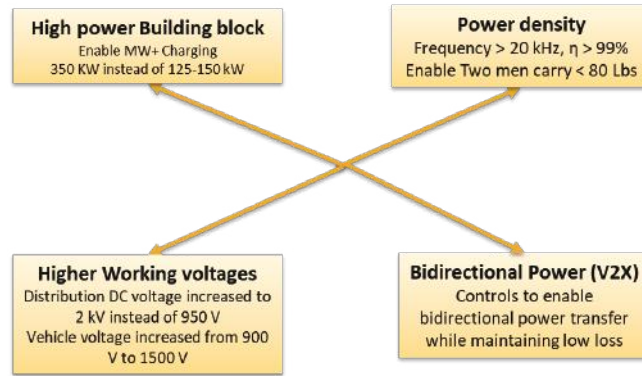 High power Building block
Enable MW+ Charging
350 KW instead of 125-150 kW
Power density
Frequency > 20 kHz, η > 99%
Enable Two men carry < 80 Lbs
Higher Working voltages
Distribution DC voltage increased to
2 kV instead of 950 V
Vehicle voltage increased from 900
V to 1500 V
Bidirectional Power (V2X)
Controls to enable
bidirectional power transfer
while maintaining low loss